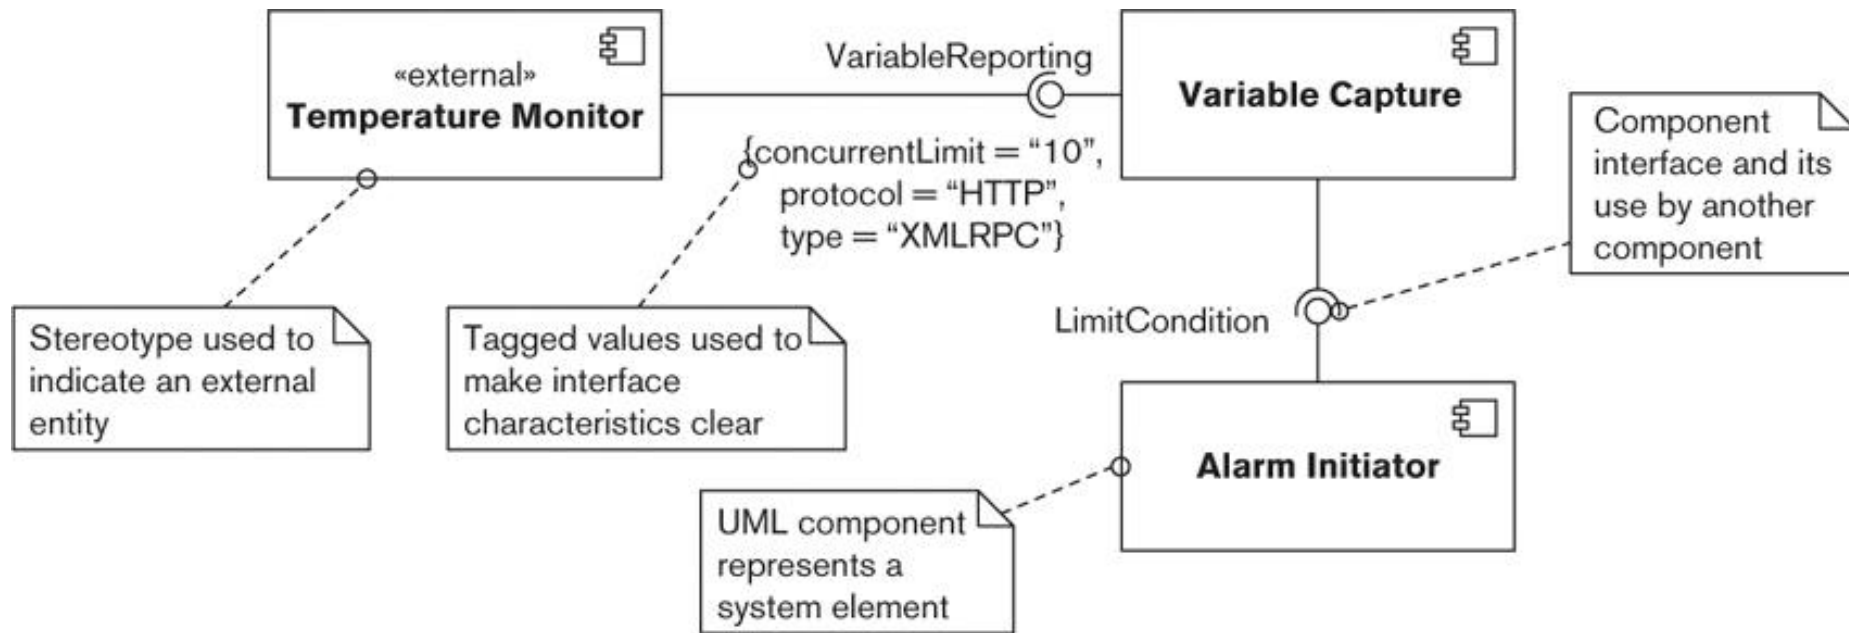 «external»
Temperature Monitor
VariableReporting
Variable Capture
{concurrentLimit = “10”,
protocol = “HTTP”,
type = “XMLRPC”}
Component
interface and its
use by another
component
LimitCondition
Stereotype used to
indicate an external
entity
Tagged values used to
make interface
characteristics clear
Alarm Initiator
UML component
represents a
system element